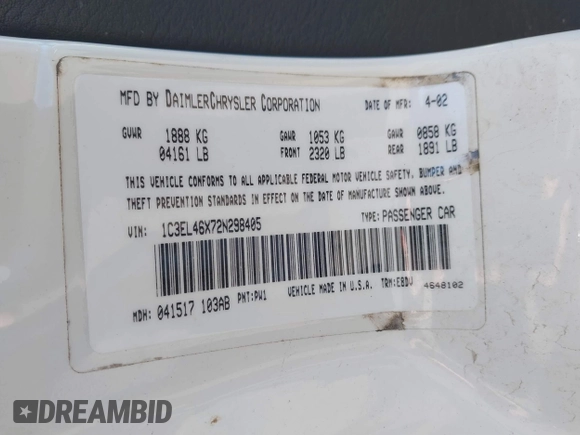 MFD BY DAIMLERCHRYSLER CORPORATION DATE OF MFR: 4-02
GVWR 1888 KG GAWR 1053 KG GAWR 0858 KG
04161 LB FRONT 2320 LB REAR 1891 LB
THIS VEHICLE CONFORMS TO ALL APPLICABLE FEDERAL MOTOR VEHICLE SAFETY, BUMPER AND
THEFT PREVENTION STANDARDS IN EFFECT ON THE DATE OF MANUFACTURE SHOWN ABOVE.
VIN: 1C3EL46X72N298405 TYPE: PASSENGER CAR
MDH: 041517 103AB PNT: PW1 VEHICLE MADE IN U.S.A. TRM: EBDV 4648102
DREAMBID